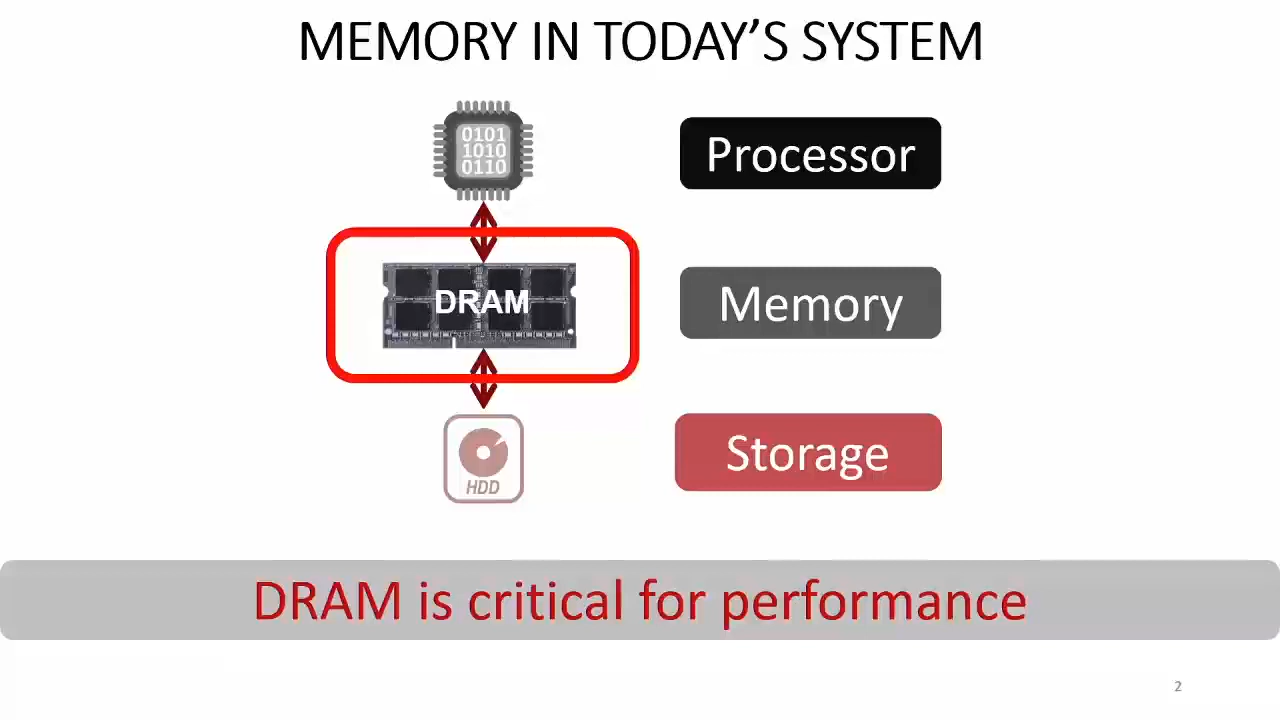 MEMORY IN TODAY’S SYSTEM
0101
1010
0110
Processor
DRAM
Memory
HDD
Storage
DRAM is critical for performance
2